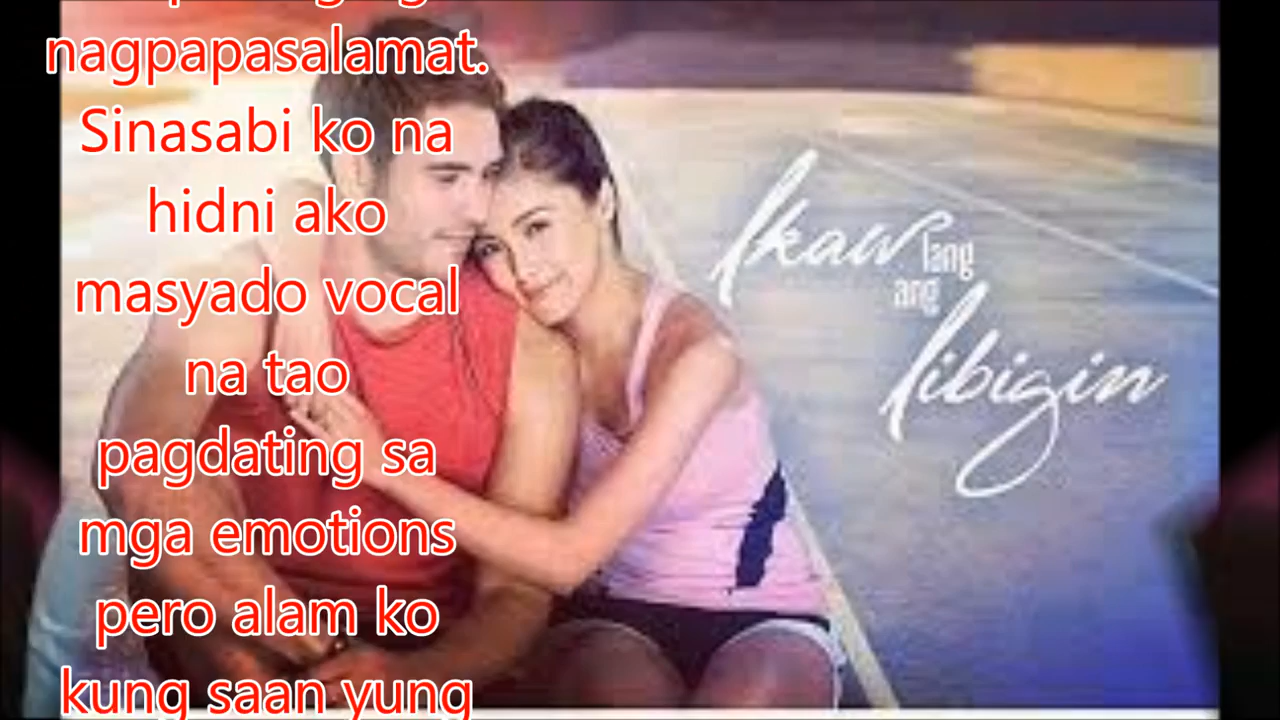 nagpapasalamat.
Sinasabi ko na
hidni ako
masyado vocal
na tao
pagdating sa
mga emotions
pero alam ko
kung saan yung
Ikaw lang
ang
libigin